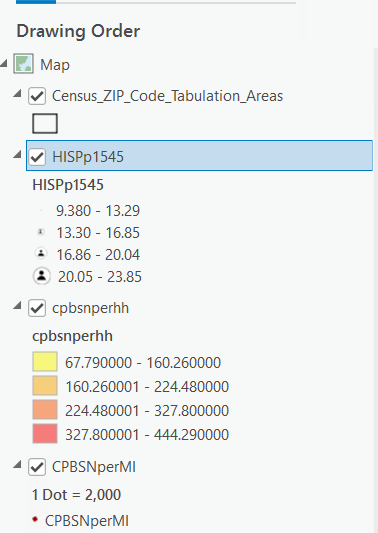 Drawing Order
Map
Census_ZIP_Code_Tabulation_Areas
HISPp1545
HISPp1545
9.380 - 13.29
13.30 - 16.85
16.86 - 20.04
20.05 - 23.85
cpbsnperhh
cpbsnperhh
67.790000 - 160.260000
160.260001 - 224.480000
224.480001 - 327.800000
327.800001 - 444.290000
CPBSNperMI
1 Dot = 2,000
CPBSNperMI